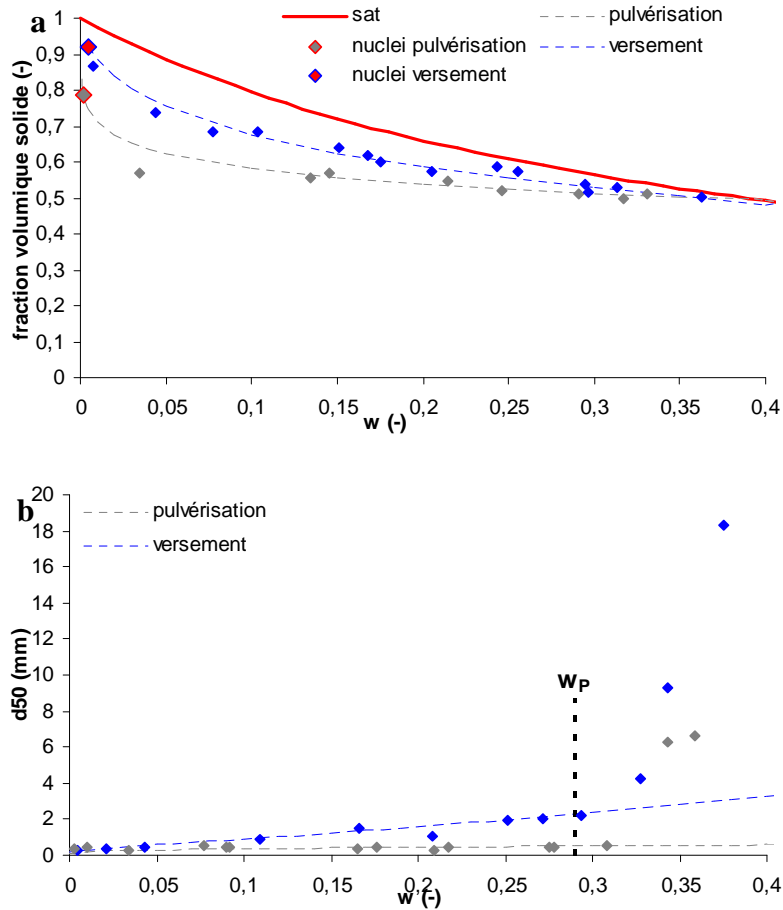 a
sat
pulvérisation
nuclei pulvérisation
versement
nuclei versement
fraction volumique solide (-)
1
0,9
0,8
0,7
0,6
0,5
0,4
0,3
0,2
0,1
0
0 0,05 0,1 0,15 0,2 0,25 0,3 0,35 0,4
w (-)
b
pulvérisation
versement
d50 (mm)
20
18
16
14
12
10
8
6
4
2
0
wP
0 0,05 0,1 0,15 0,2 0,25 0,3 0,35 0,4
w (-)